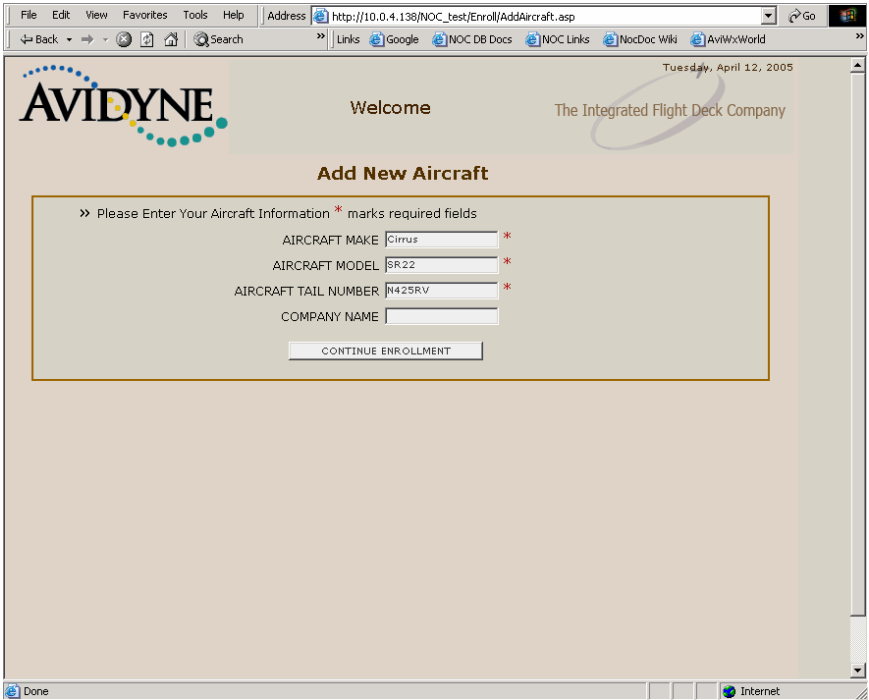 File Edit View Favorites Tools Help Address http://10.0.4.138/NOC_test/Enroll/AddAircraft.asp Go
Back Search » Links Google NOC DB Docs NOC Links NocDoc Wiki AviWxWorld »
Tuesday, April 12, 2005
AVIDYNE
Welcome
The Integrated Flight Deck Company
Add New Aircraft
» Please Enter Your Aircraft Information * marks required fields
AIRCRAFT MAKE Cirrus *
AIRCRAFT MODEL SR22 *
AIRCRAFT TAIL NUMBER N425RV *
COMPANY NAME
CONTINUE ENROLLMENT
Done Internet